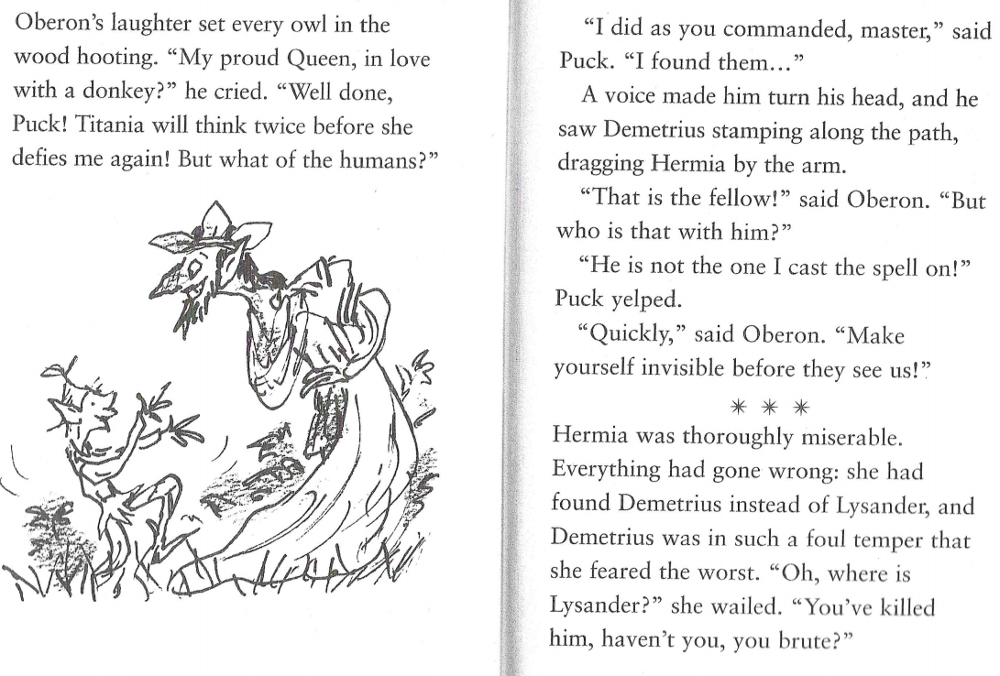 Oberon’s laughter set every owl in the
wood hooting. “My proud Queen, in love
with a donkey?” he cried. “Well done,
Puck! Titania will think twice before she
defies me again! But what of the humans?”
“I did as you commanded, master,” said
Puck. “I found them…”
A voice made him turn his head, and he
saw Demetrius stamping along the path,
dragging Hermia by the arm.
“That is the fellow!” said Oberon. “But
who is that with him?”
“He is not the one I cast the spell on!”
Puck yelped.
“Quickly,” said Oberon. “Make
yourself invisible before they see us!”
✳ ✳ ✳
Hermia was thoroughly miserable.
Everything had gone wrong: she had
found Demetrius instead of Lysander, and
Demetrius was in such a foul temper that
she feared the worst. “Oh, where is
Lysander?” she wailed. “You’ve killed
him, haven’t you, you brute?”